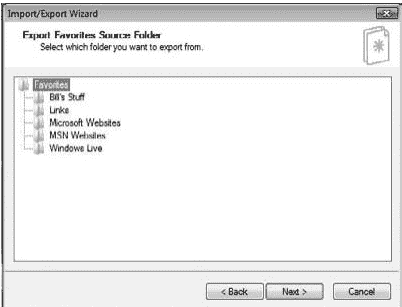 Import/Export Wizard
Export Favorites Source Folder
Select which folder you want to export from.
Favorites
Bill's Stuff
Links
Microsoft Websites
MSN Websites
Windows Live
< Back
Next >
Cancel